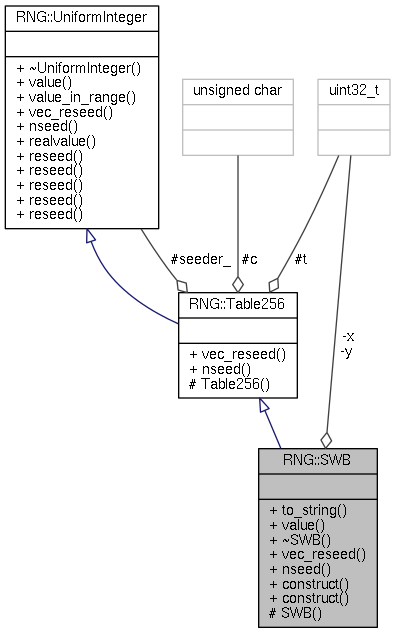 RNG::UniformInteger
+ ~UniformInteger()
+ value()
+ value_in_range()
+ vec_reseed()
+ nseed()
+ realvalue()
+ reseed()
+ reseed()
+ reseed()
+ reseed()
+ reseed()
unsigned char
uint32_t
#seeder_
#c
#t
RNG::Table256
+ vec_reseed()
+ nseed()
# Table256()
-x
-y
RNG::SWB
+ to_string()
+ value()
+ ~SWB()
+ vec_reseed()
+ nseed()
+ construct()
+ construct()
# SWB()